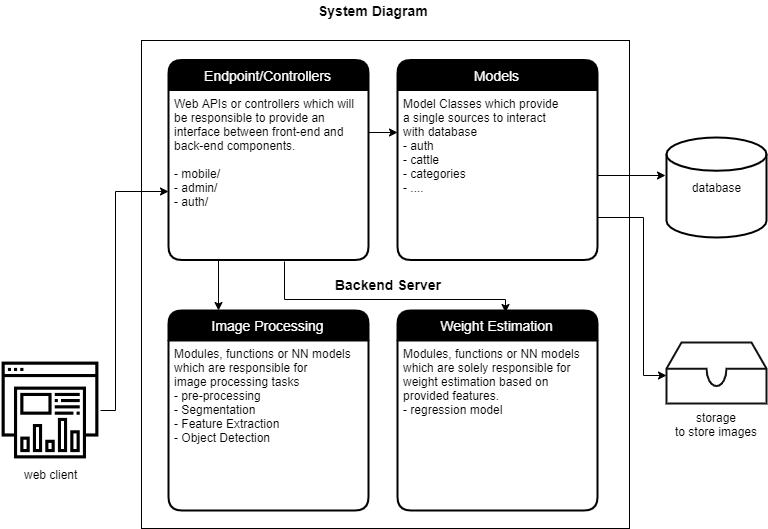 System Diagram
Endpoint/Controllers
Web APIs or controllers which will
be responsible to provide an
interface between front-end and
back-end components.
- mobile/
- admin/
- auth/
Models
Model Classes which provide
a single sources to interact
with database
- auth
- cattle
- categories
- ....
database
Backend Server
Image Processing
Modules, functions or NN models
which are responsible for
image processing tasks
- pre-processing
- Segmentation
- Feature Extraction
- Object Detection
Weight Estimation
Modules, functions or NN models
which are solely responsible for
weight estimation based on
provided features.
- regression model
storage
to store images
web client